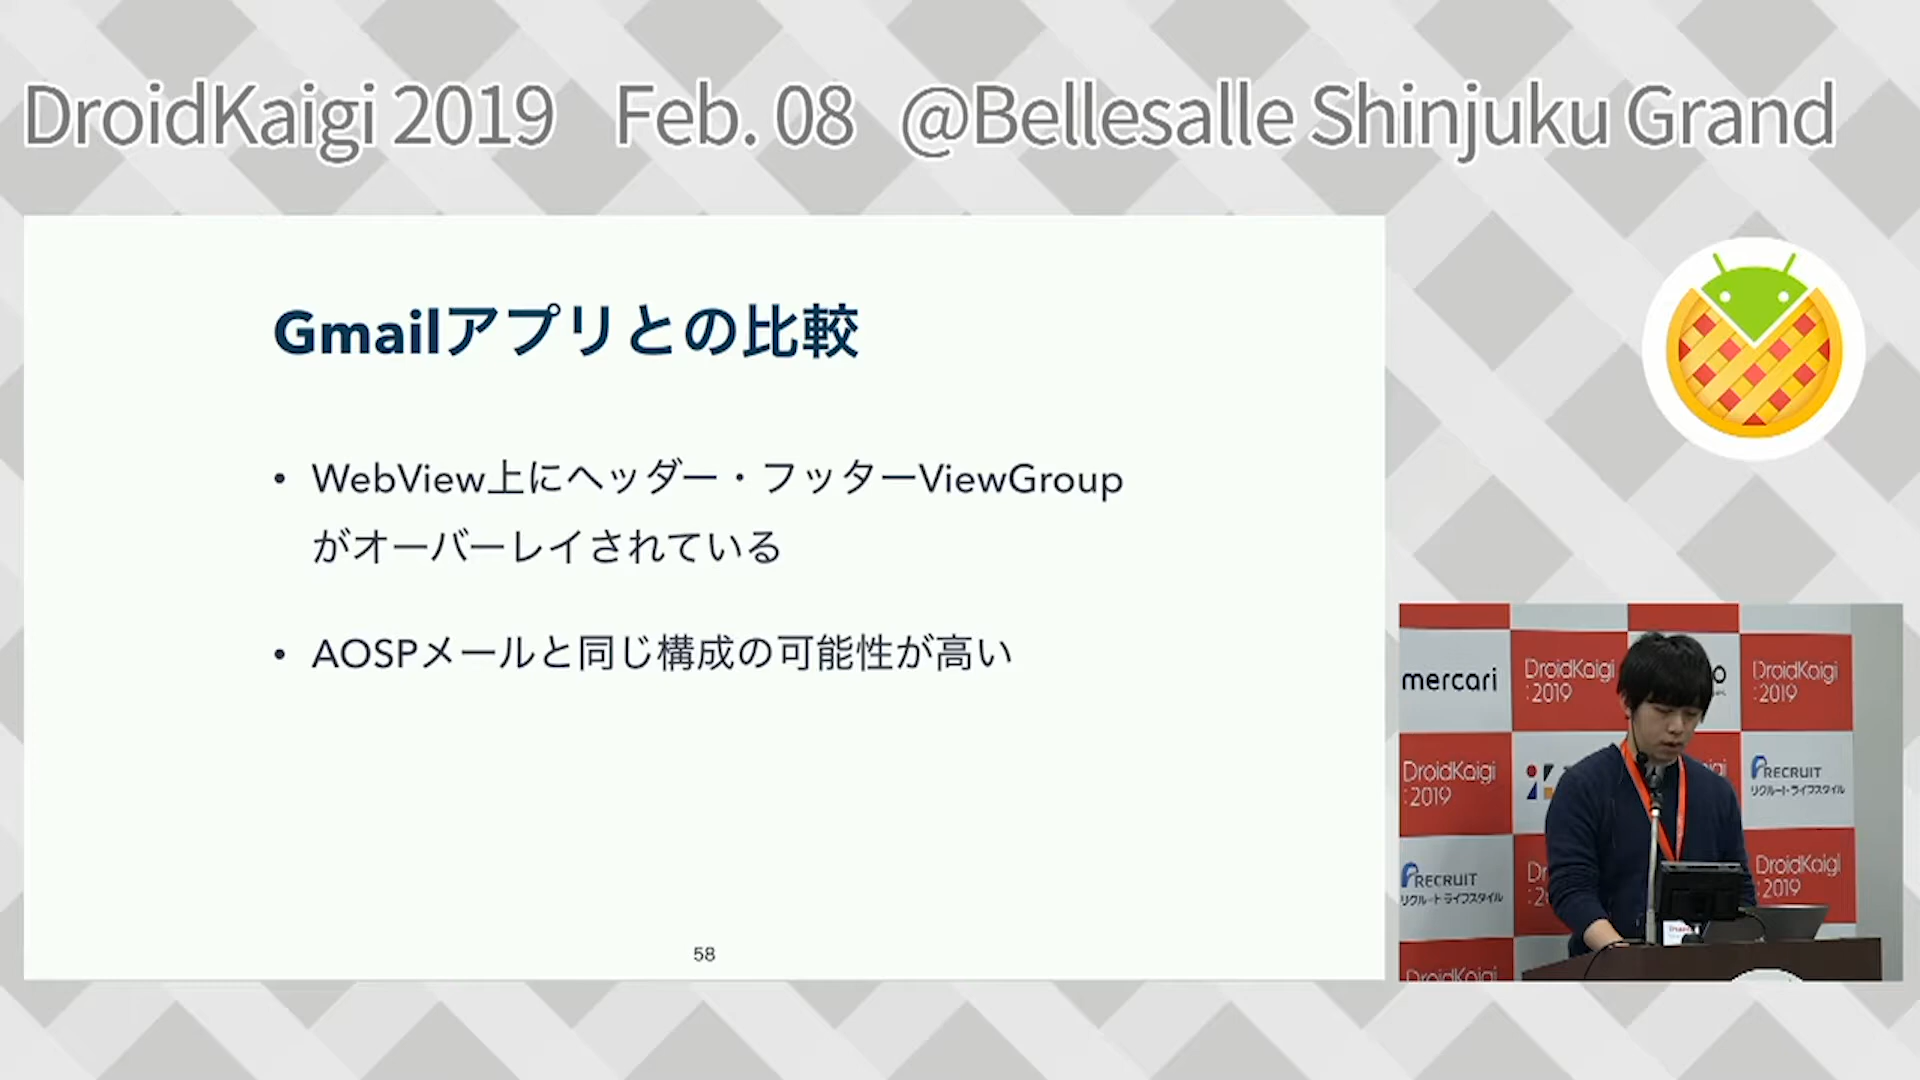 DroidKaigi 2019 Feb. 08 @Bellesalle Shinjuku Grand
Gmailアプリとの比較
• WebView上にヘッダー・フッターViewGroup
がオーバーレイされている
• AOSPメールと同じ構成の可能性が高い
58
mercari
DroidKaigi
:2019
DroidKaigi
:2019
DroidKaigi
:2019
RECRUIT
リクルートライフスタイル
RECRUIT
リクルートライフスタイル
DroidKaigi
:2019
DroidKaigi